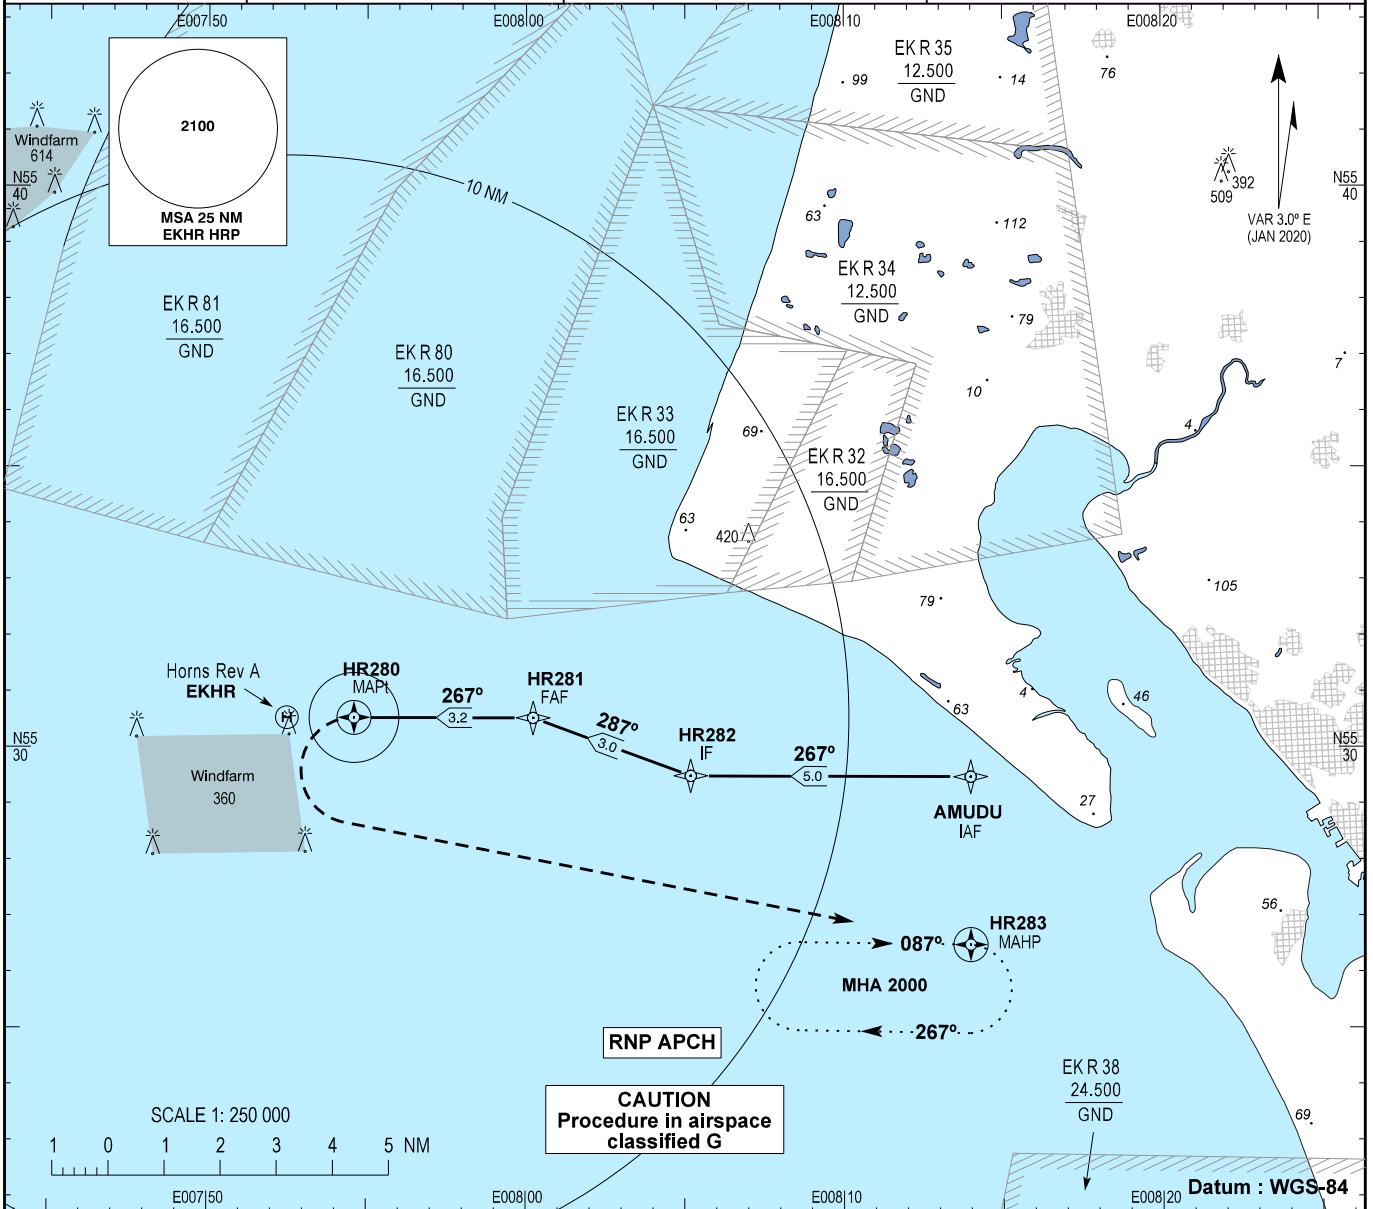 E007°50
E008°00
E008°10
E008°20
2100
MSA 25 NM
EKHR HRP
Windfarm
614
N55
40
10 NM
EK R 35
12.500
GND
99
14
76
392
509
N55
40
VAR 3.0° E
(JAN 2020)
63
112
EK R 34
12.500
GND
79
7
10
4
EK R 81
16.500
GND
EK R 80
16.500
GND
EK R 33
16.500
GND
69
EK R 32
16.500
GND
63
420
79
105
Horns Rev A
EKHR
H
HR280
MAPt
267°
3.2
HR281
FAF
287°
3.0
HR282
IF
267°
5.0
AMUDU
IAF
63
4
46
27
N55
30
N55
30
Windfarm
360
56
HR283
MAHP
087°
MHA 2000
267°
RNP APCH
CAUTION
Procedure in airspace
classified G
EK R 38
24.500
GND
69
SCALE 1: 250 000
1 0 1 2 3 4 5 NM
E007°50
E008°00
E008°10
E008°20
Datum : WGS-84